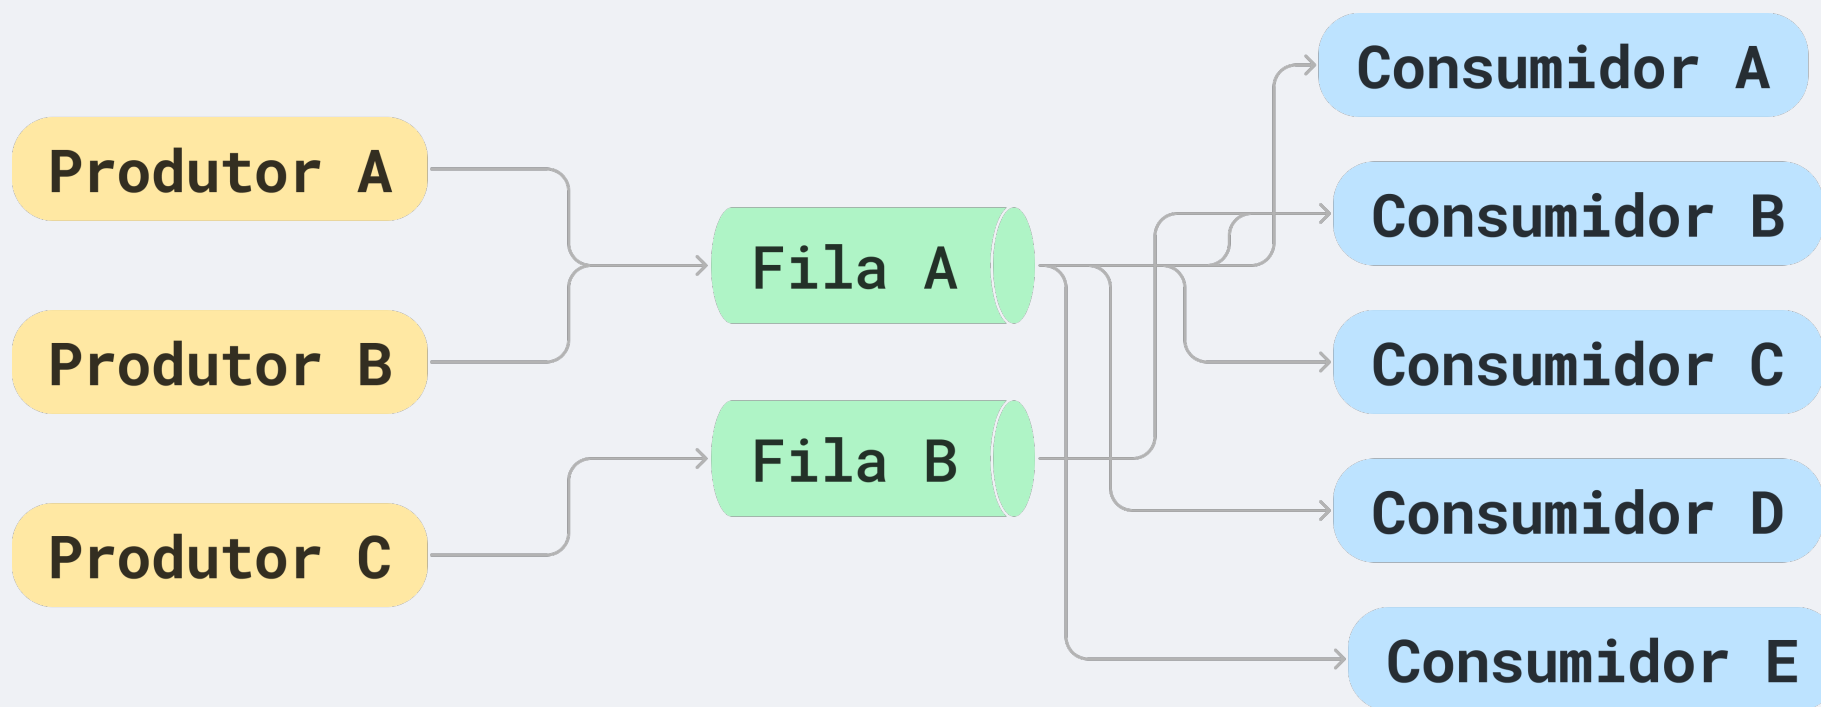 Produtor A
Produtor B
Produtor C
Fila A
Fila B
Consumidor A
Consumidor B
Consumidor C
Consumidor D
Consumidor E